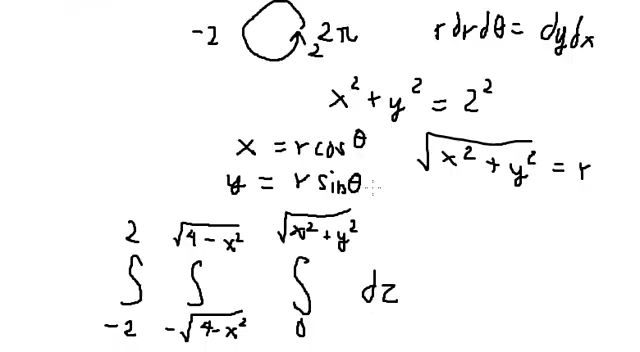 -2 2 2π r dr dθ = dy dx
x² + y² = 2²
x = r cos θ
√(x² + y²) = r
y = r sin θ
2 √(4 - x²) √(x² + y²)
∫ ∫ ∫ dz
-2 -√(4 - x²) 0